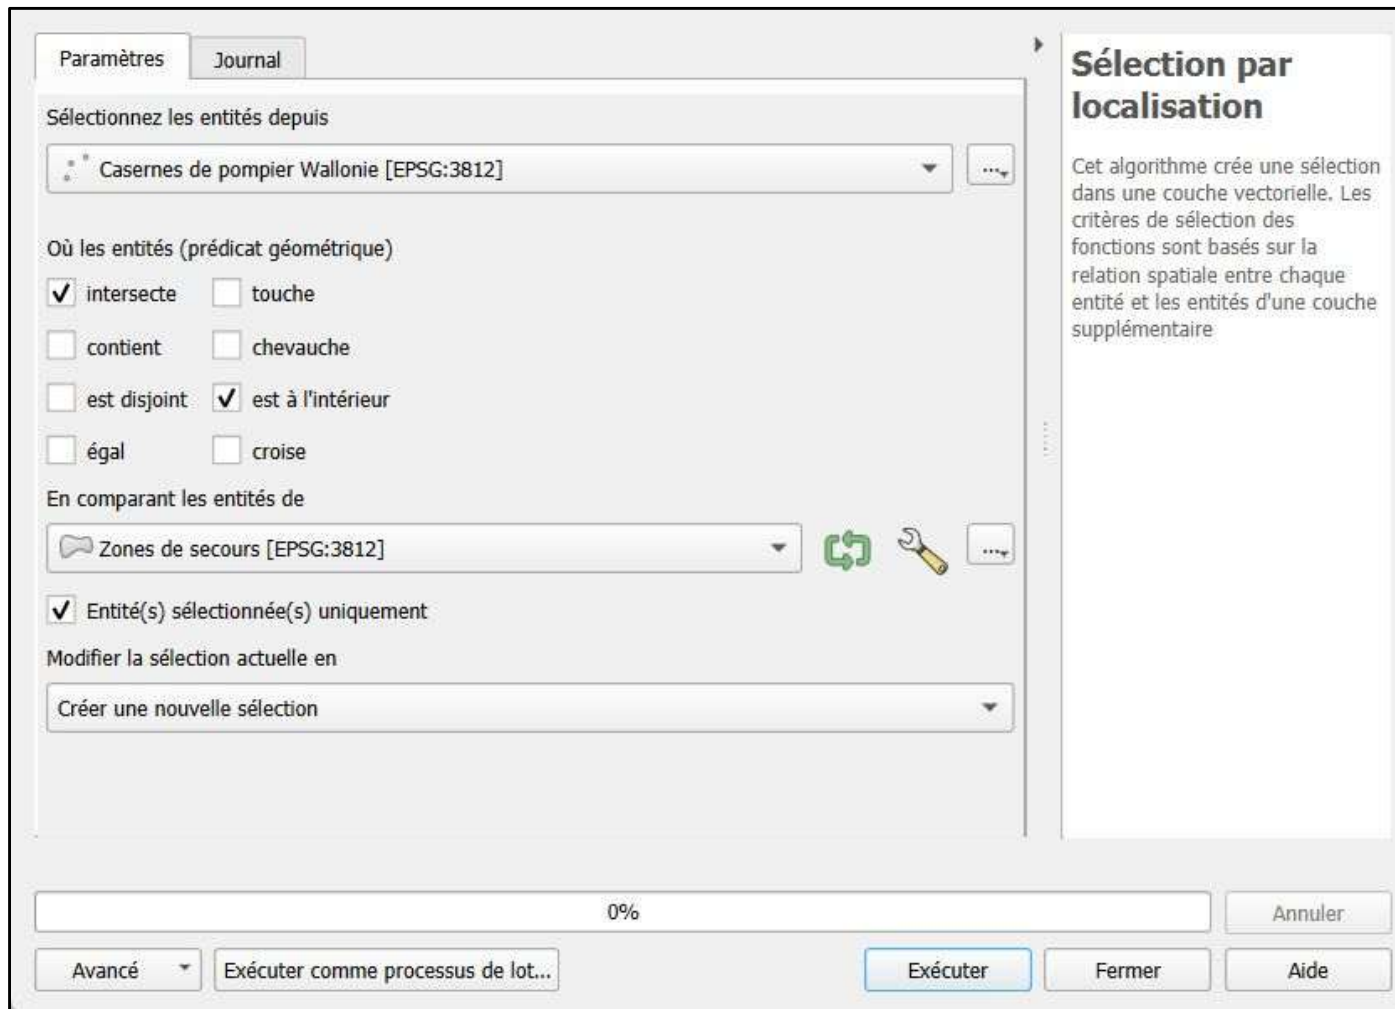 Paramètres
Journal
Sélectionnez les entités depuis
Casernes de pompier Wallonie [EPSG:3812]
...
Où les entités (prédicat géométrique)
intersecte
touche
contient
chevauche
est disjoint
est à l'intérieur
égal
croise
En comparant les entités de
Zones de secours [EPSG:3812]
...
Entité(s) sélectionnée(s) uniquement
Modifier la sélection actuelle en
Créer une nouvelle sélection
Sélection par
localisation
Cet algorithme crée une sélection
dans une couche vectorielle. Les
critères de sélection des
fonctions sont basés sur la
relation spatiale entre chaque
entité et les entités d'une couche
supplémentaire
0%
Annuler
Avancé
Exécuter comme processus de lot...
Exécuter
Fermer
Aide